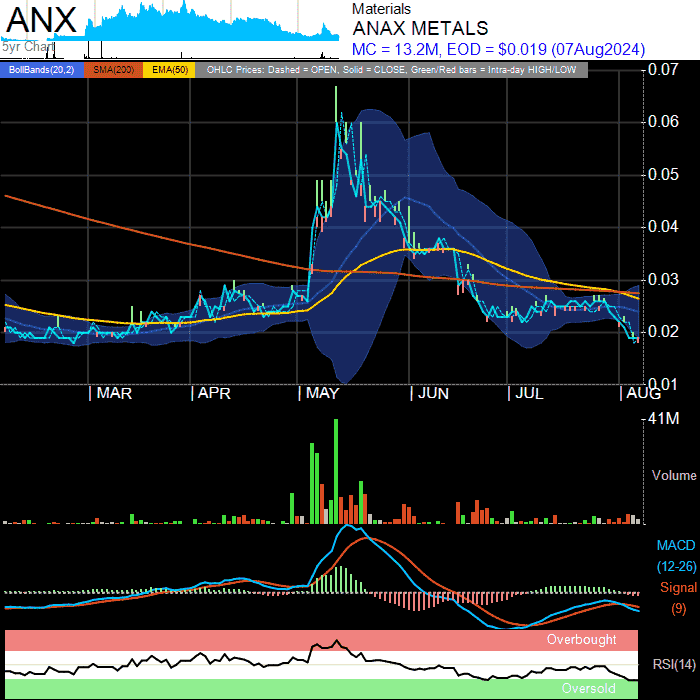 ANX
5yr Chart
Materials
ANAX METALS
MC = 13.2M, EOD = $0.019 (07Aug2024)
BollBands(20,2) SMA(200) EMA(50) OHLC Prices: Dashed = OPEN, Solid = CLOSE, Green/Red bars = Intra-day HIGH/LOW
0.07
0.06
0.05
0.04
0.03
0.02
0.01
MAR APR MAY JUN JUL AUG
41M
Volume
MACD
(12-26)
Signal
(9)
Overbought
RSI(14)
Oversold